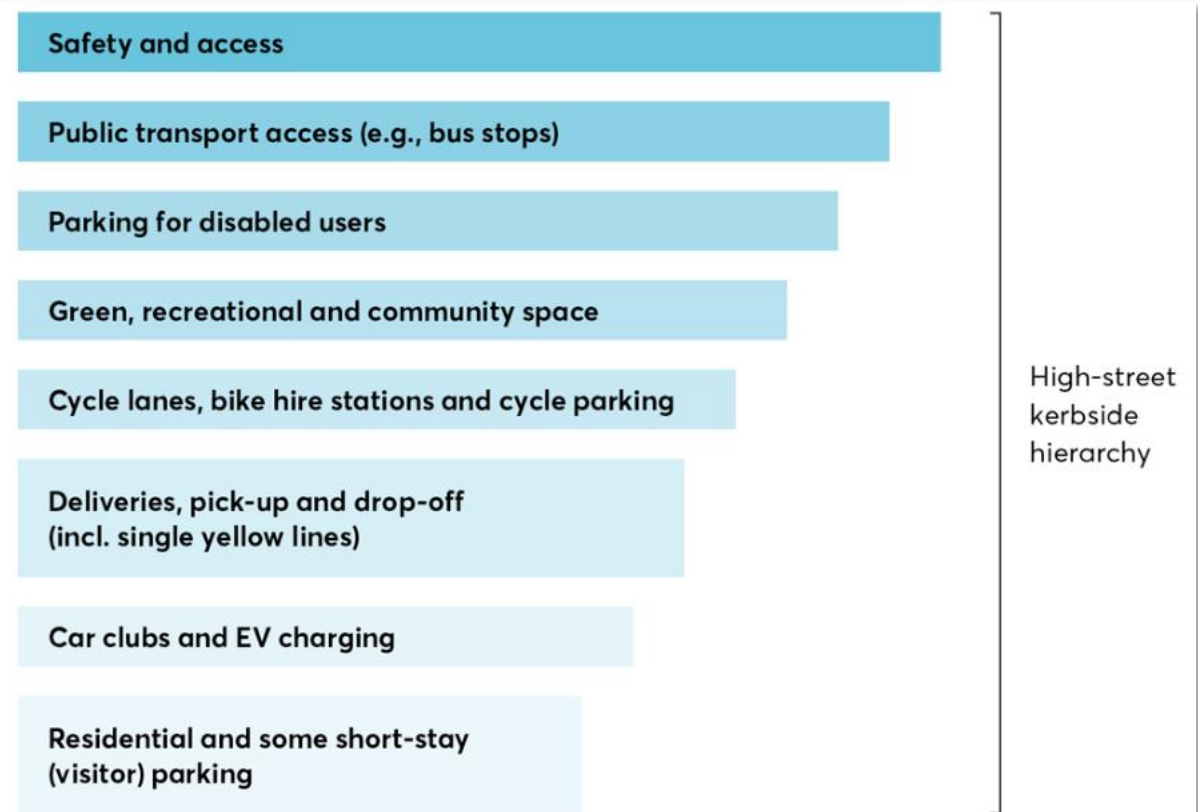 Safety and access
Public transport access (e.g., bus stops)
Parking for disabled users
Green, recreational and community space
Cycle lanes, bike hire stations and cycle parking
Deliveries, pick-up and drop-off
(incl. single yellow lines)
Car clubs and EV charging
Residential and some short-stay
(visitor) parking
High-street
kerbside
hierarchy